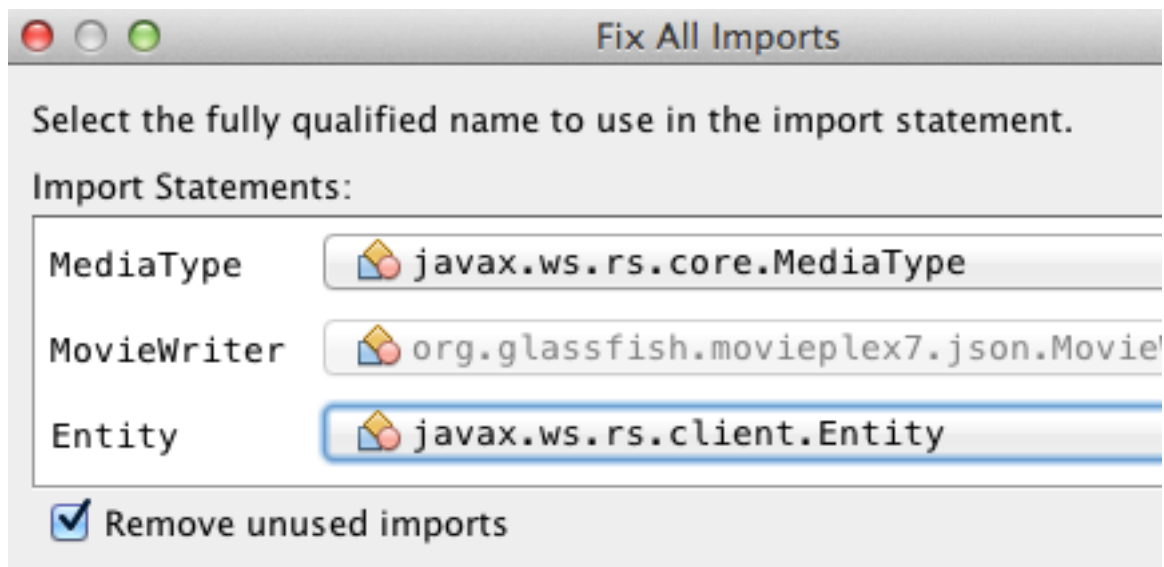 Fix All Imports
Select the fully qualified name to use in the import statement.
Import Statements:
MediaType javax.ws.rs.core.MediaType
MovieWriter org.glassfish.movieplex7.json.Movie
Entity javax.ws.rs.client.Entity
Remove unused imports